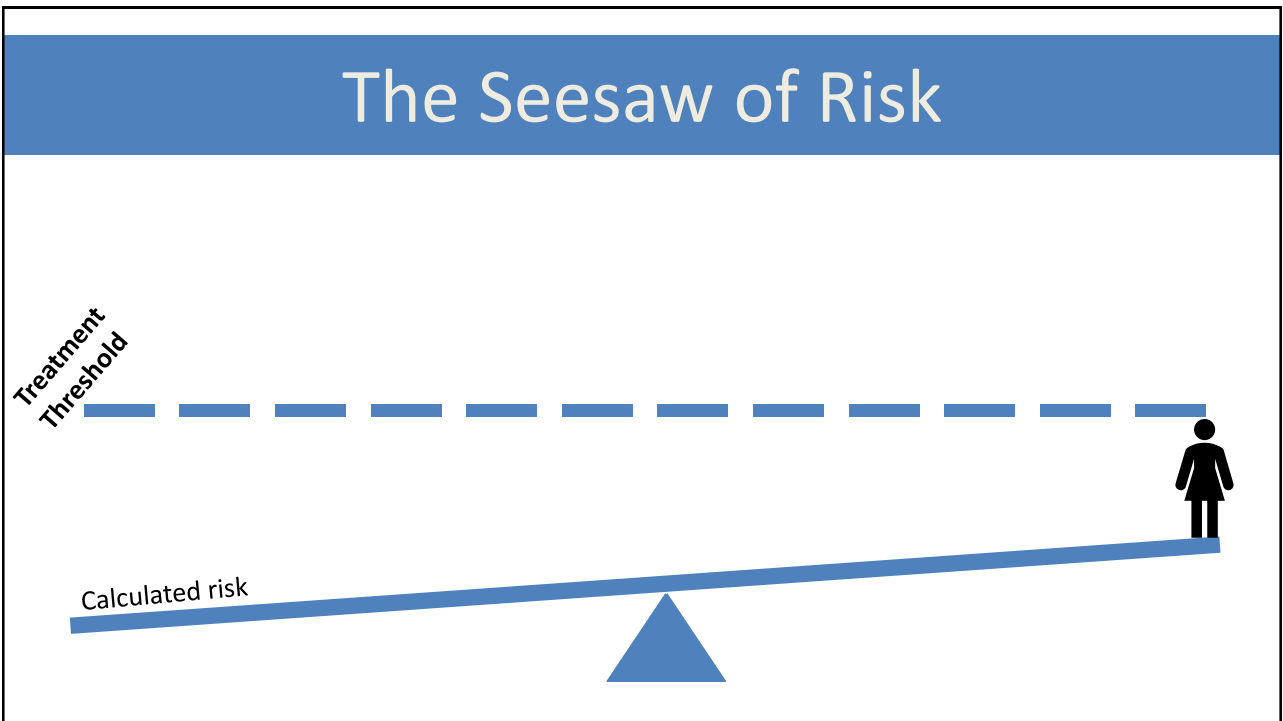 The Seesaw of Risk
Treatment
Threshold
Calculated risk